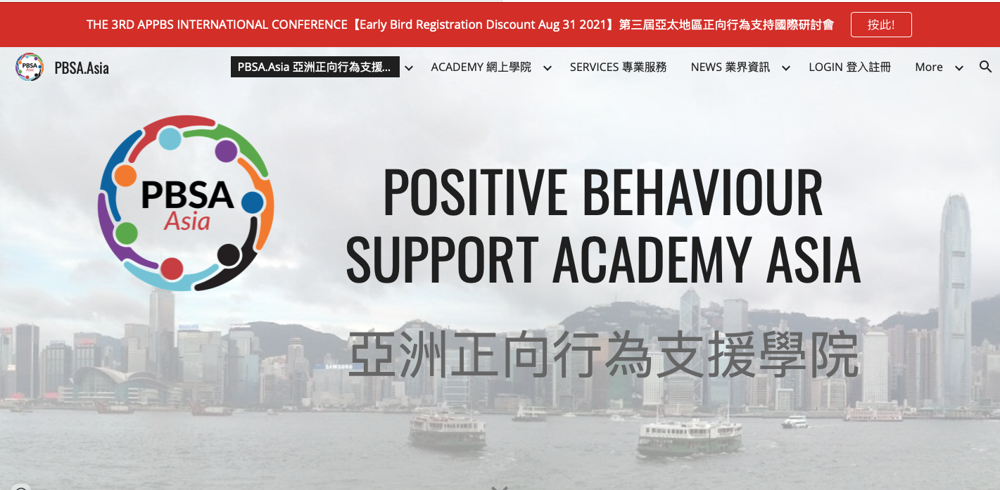 THE 3RD APPBS INTERNATIONAL CONFERENCE【Early Bird Registration Discount Aug 31 2021】第三屆亞太地區正向行為支持國際研討會 按此!
PBSA Asia PBSA.Asia PBSA.Asia 亞洲正向行為支援... ACADEMY 網上學院 SERVICES 專業服務 NEWS 業界資訊 LOGIN 登入註冊 More
PBSA
Asia
POSITIVE BEHAVIOUR
SUPPORT ACADEMY ASIA
亞洲正向行為支援學院
SAMSUNG